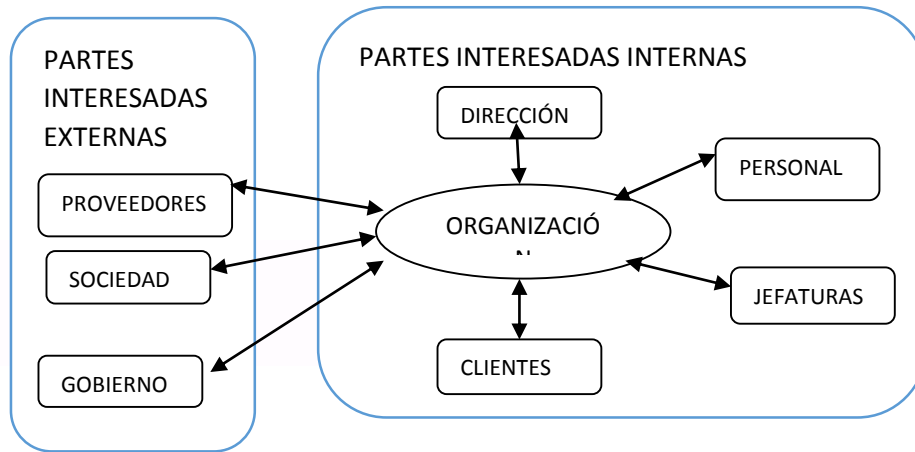 PARTES
INTERESADAS
EXTERNAS
PROVEEDORES
SOCIEDAD
GOBIERNO
PARTES INTERESADAS INTERNAS
DIRECCIÓN
PERSONAL
ORGANIZACIÓ
JEFATURAS
CLIENTES